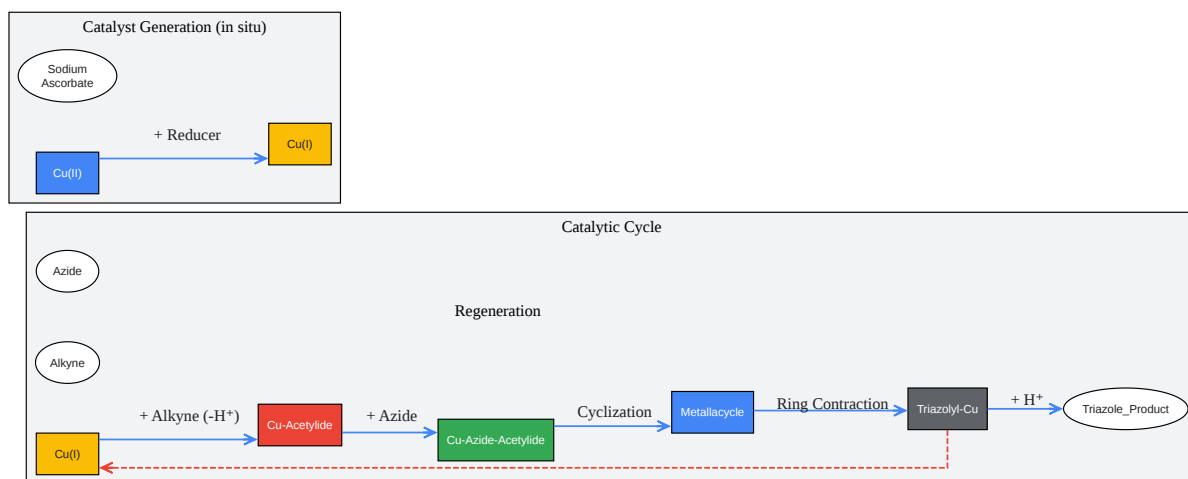 Catalyst Generation (in situ)
Sodium
Ascorbate
+ Reducer
Cu(I)
Cu(II)
Catalytic Cycle
Azide
Regeneration
Alkyne
+ Alkyne (-H⁺)
+ Azide
Cyclization
Metallacycle
Ring Contraction
Triazolyl-Cu
+ H⁺
Triazole_Product
Cu-Acetylide
Cu-Azide-Acetylide
Cu(I)